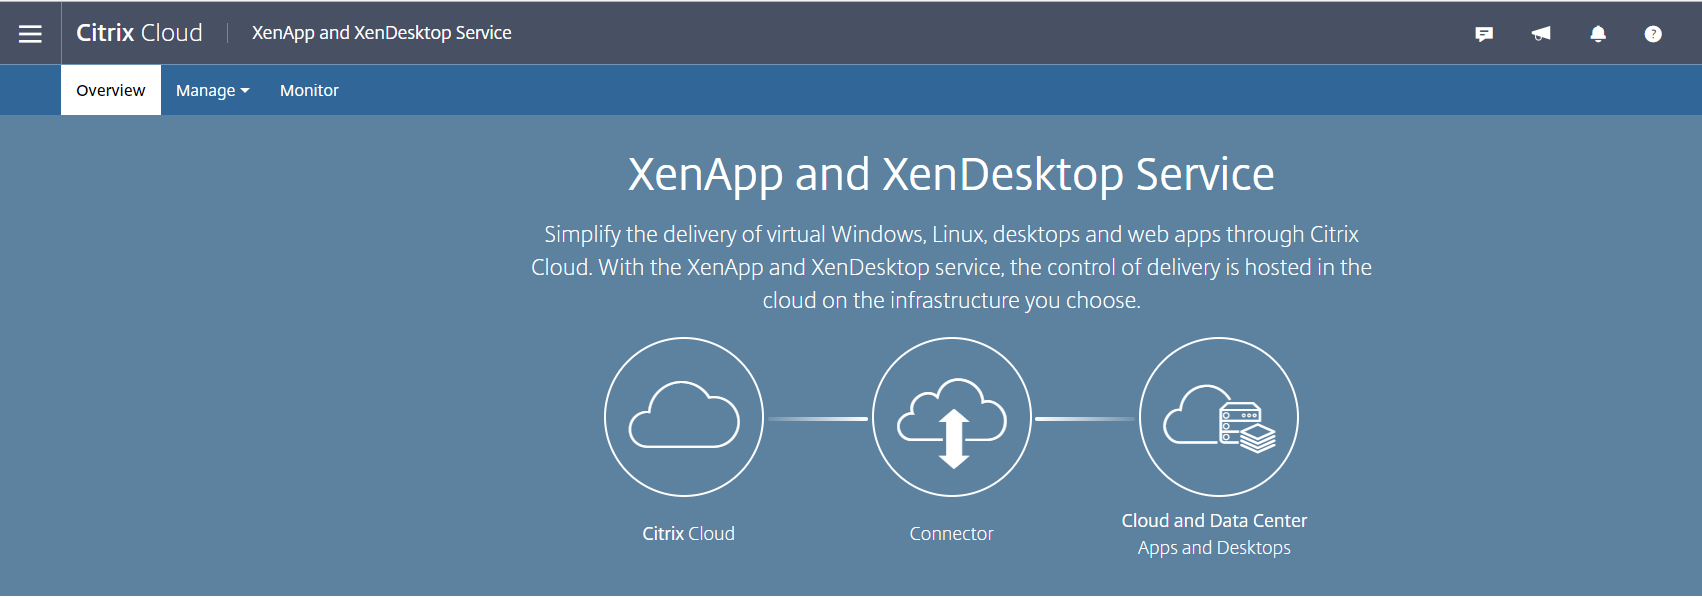 Citrix Cloud XenApp and XenDesktop Service
?
Overview Manage Monitor
XenApp and XenDesktop Service
Simplify the delivery of virtual Windows, Linux, desktops and web apps through Citrix
Cloud. With the XenApp and XenDesktop service, the control of delivery is hosted in the
cloud on the infrastructure you choose.
Citrix Cloud
Connector
Cloud and Data Center
Apps and Desktops